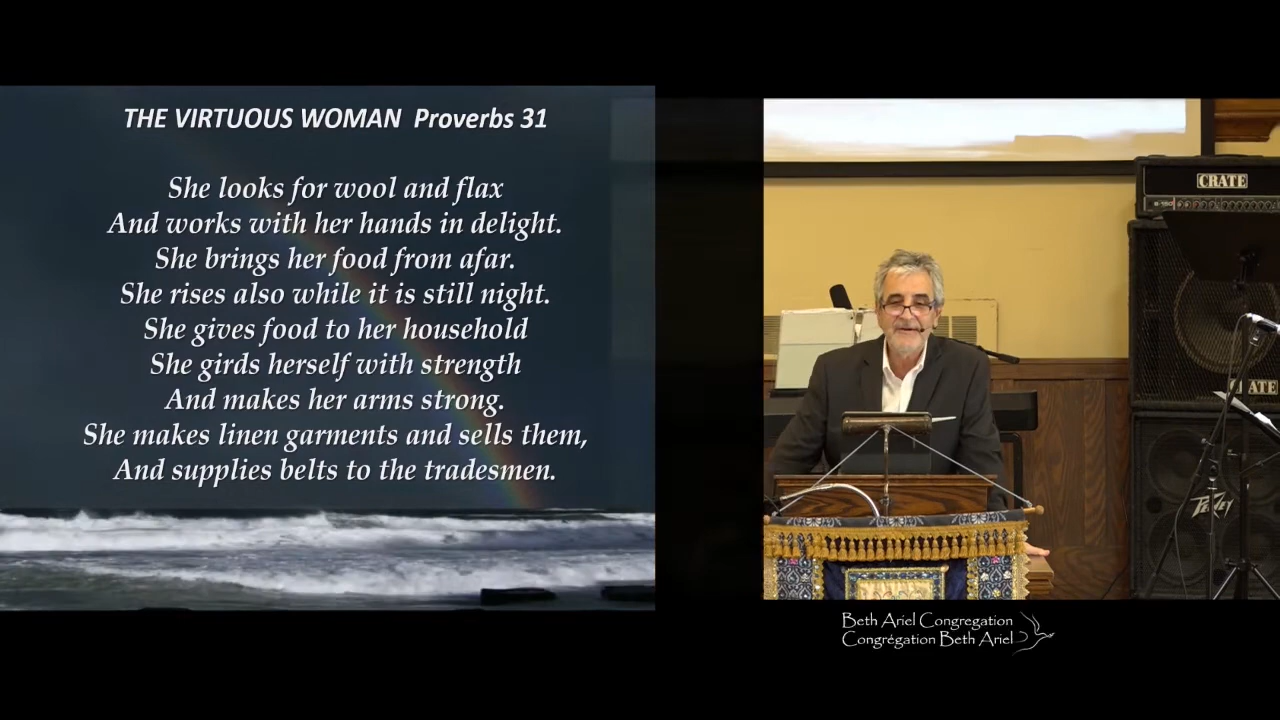 THE VIRTUOUS WOMAN Proverbs 31
She looks for wool and flax
And works with her hands in delight.
She brings her food from afar.
She rises also while it is still night.
She gives food to her household
She girds herself with strength
And makes her arms strong.
She makes linen garments and sells them,
And supplies belts to the tradesmen.
CRATE
CRATE
PEAVEY
Beth Ariel Congregation
Congrégation Beth Ariel